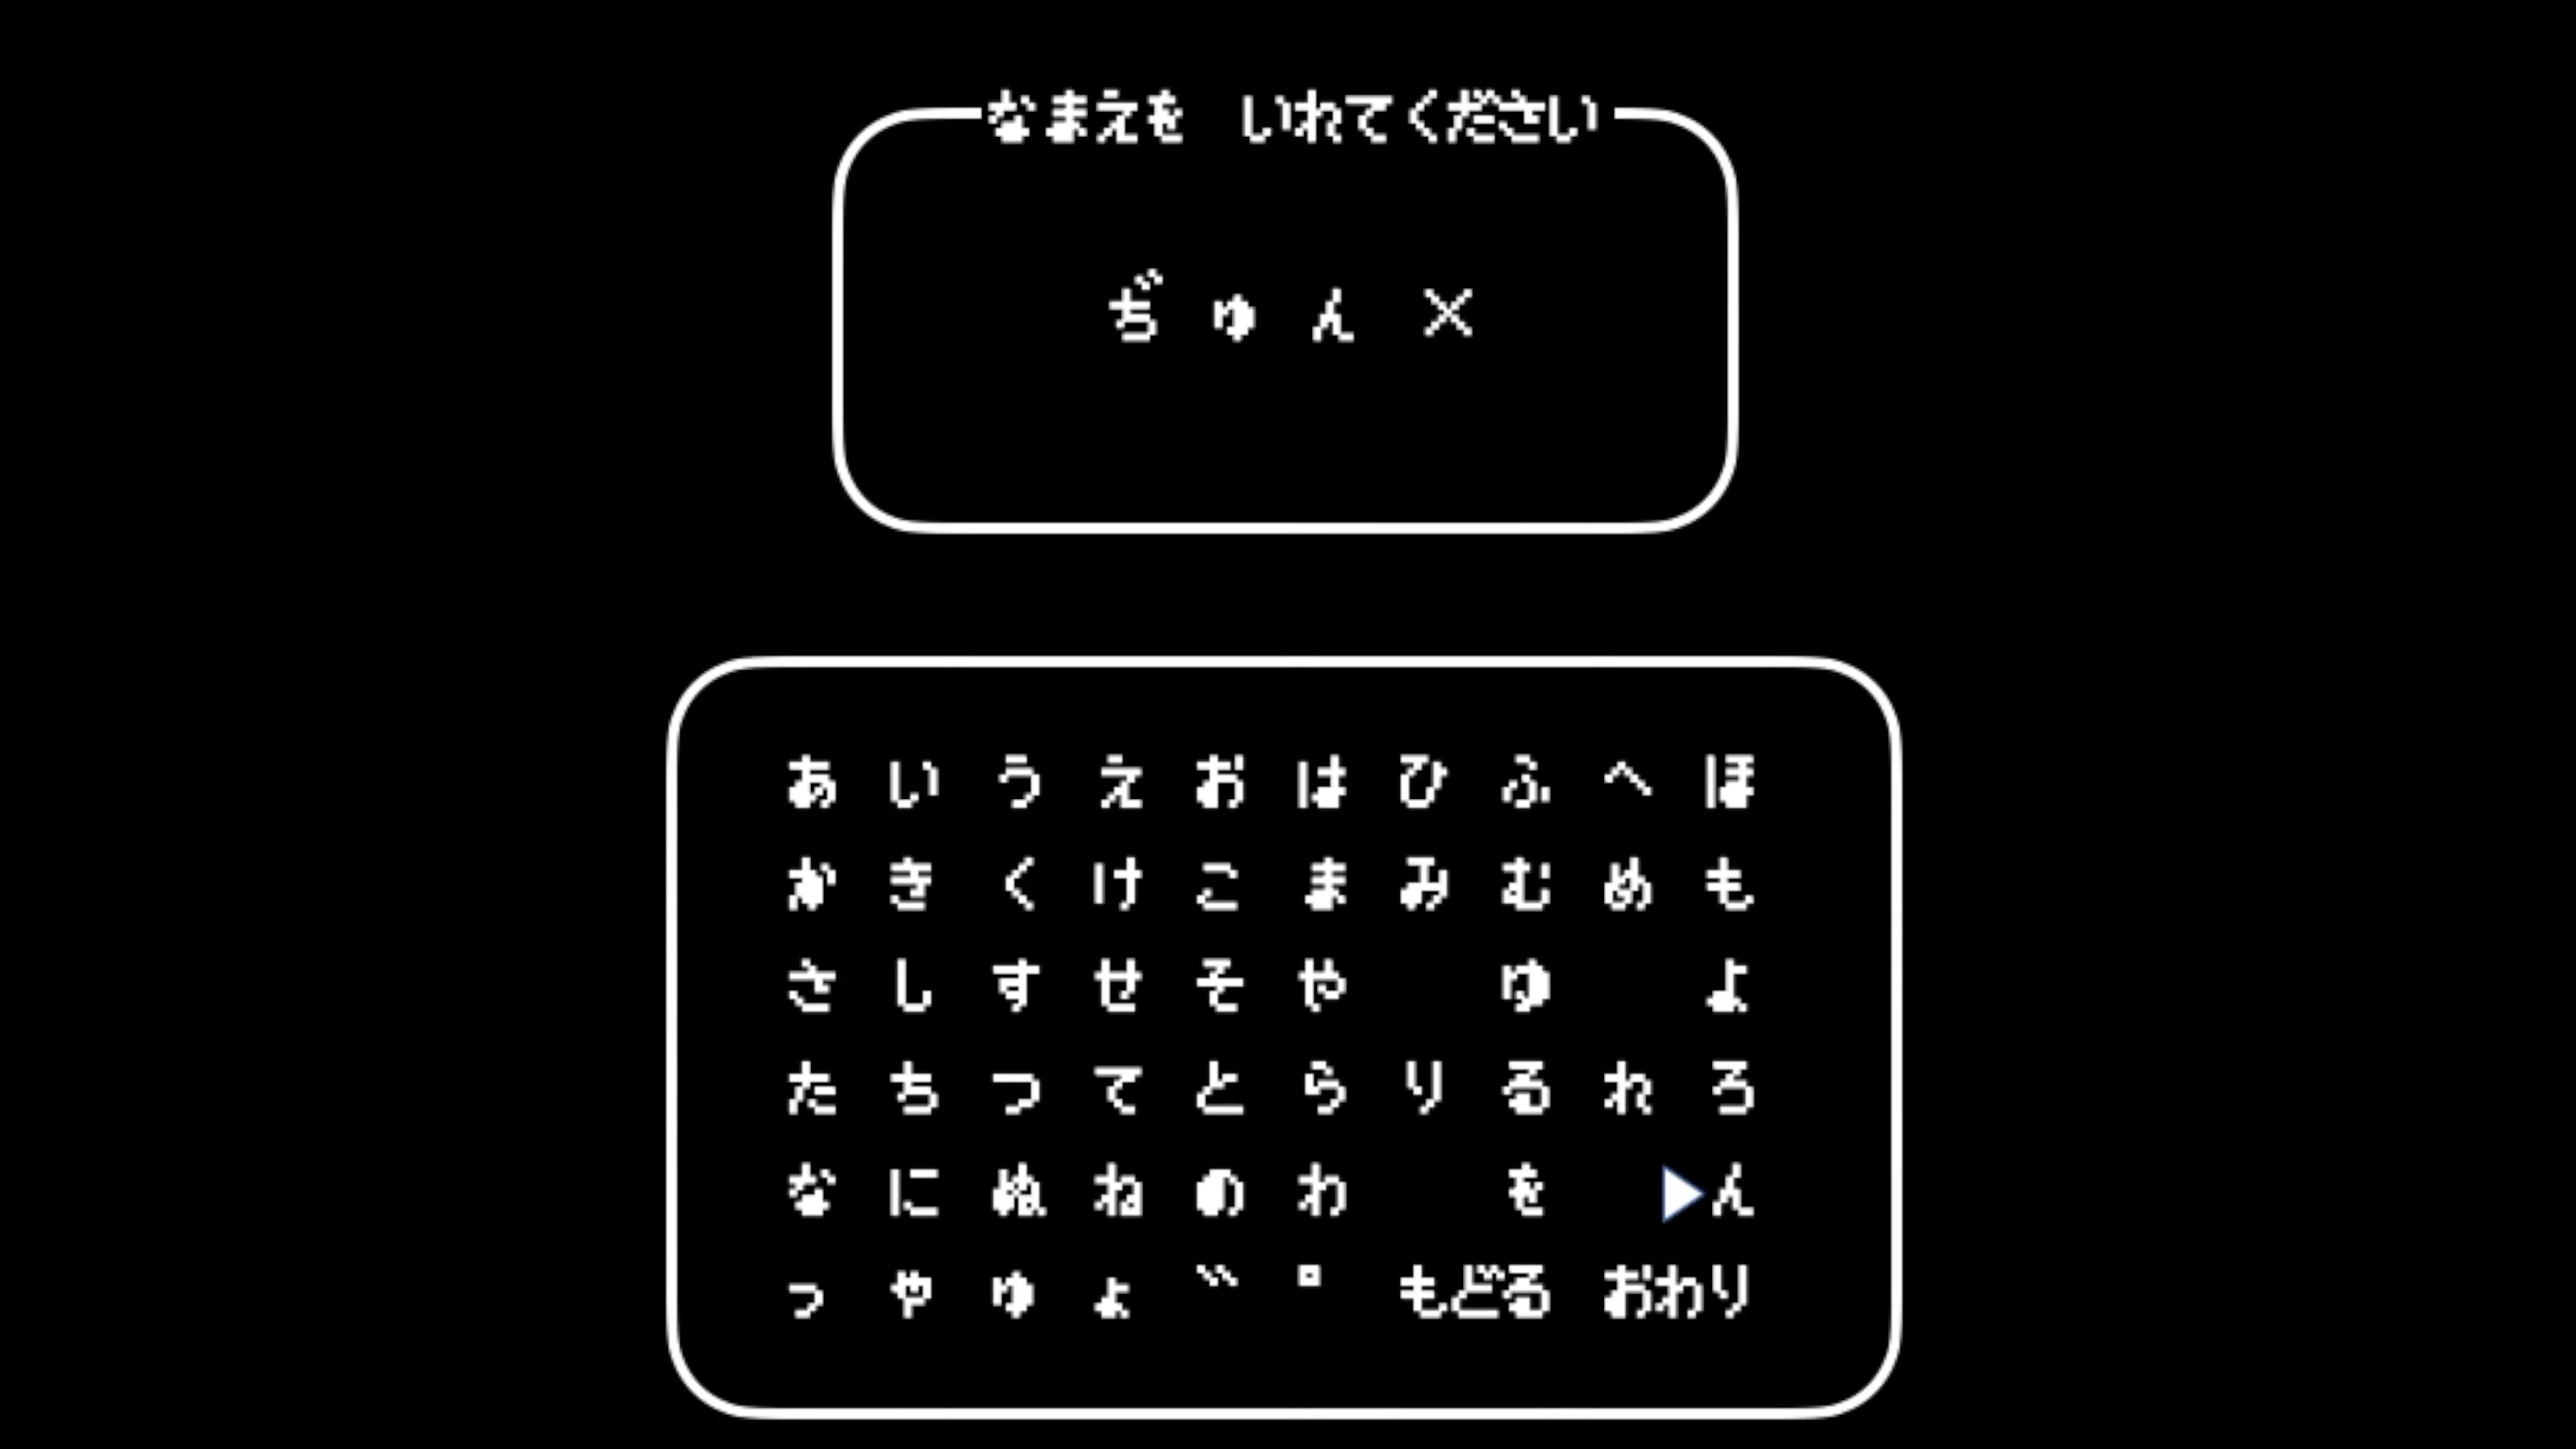 なまえを いれてください
ぢゅん×
あ い う え お は ひ ふ へ ほ
か き く け こ ま み む め も
さ し す せ そ や ゆ よ
た ち つ て と ら り る れ ろ
な に ぬ ね の わ を ▶ん
っ ゃ ゅ ょ ゛ ゜ もどる おわり